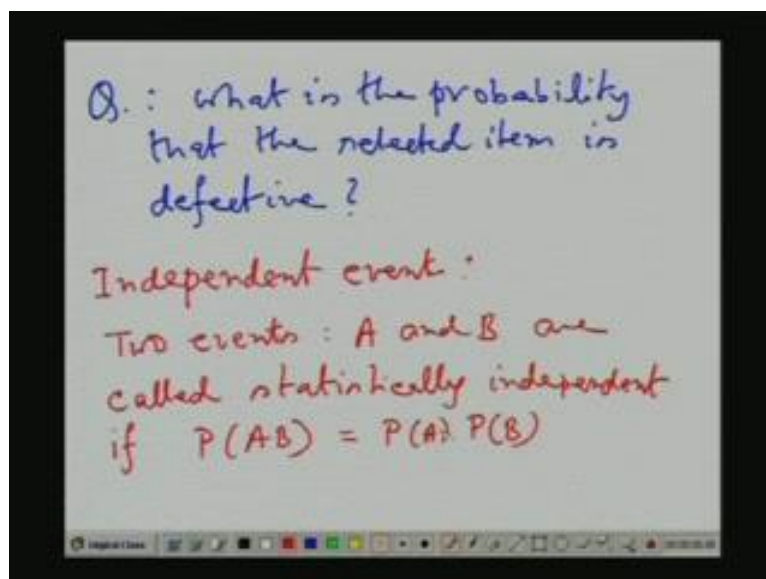 Q. : What is the probability
that the selected item is
defective ?
Independent event :
Two events : A and B are
called statistically independent
if P(AB) = P(A). P(B)